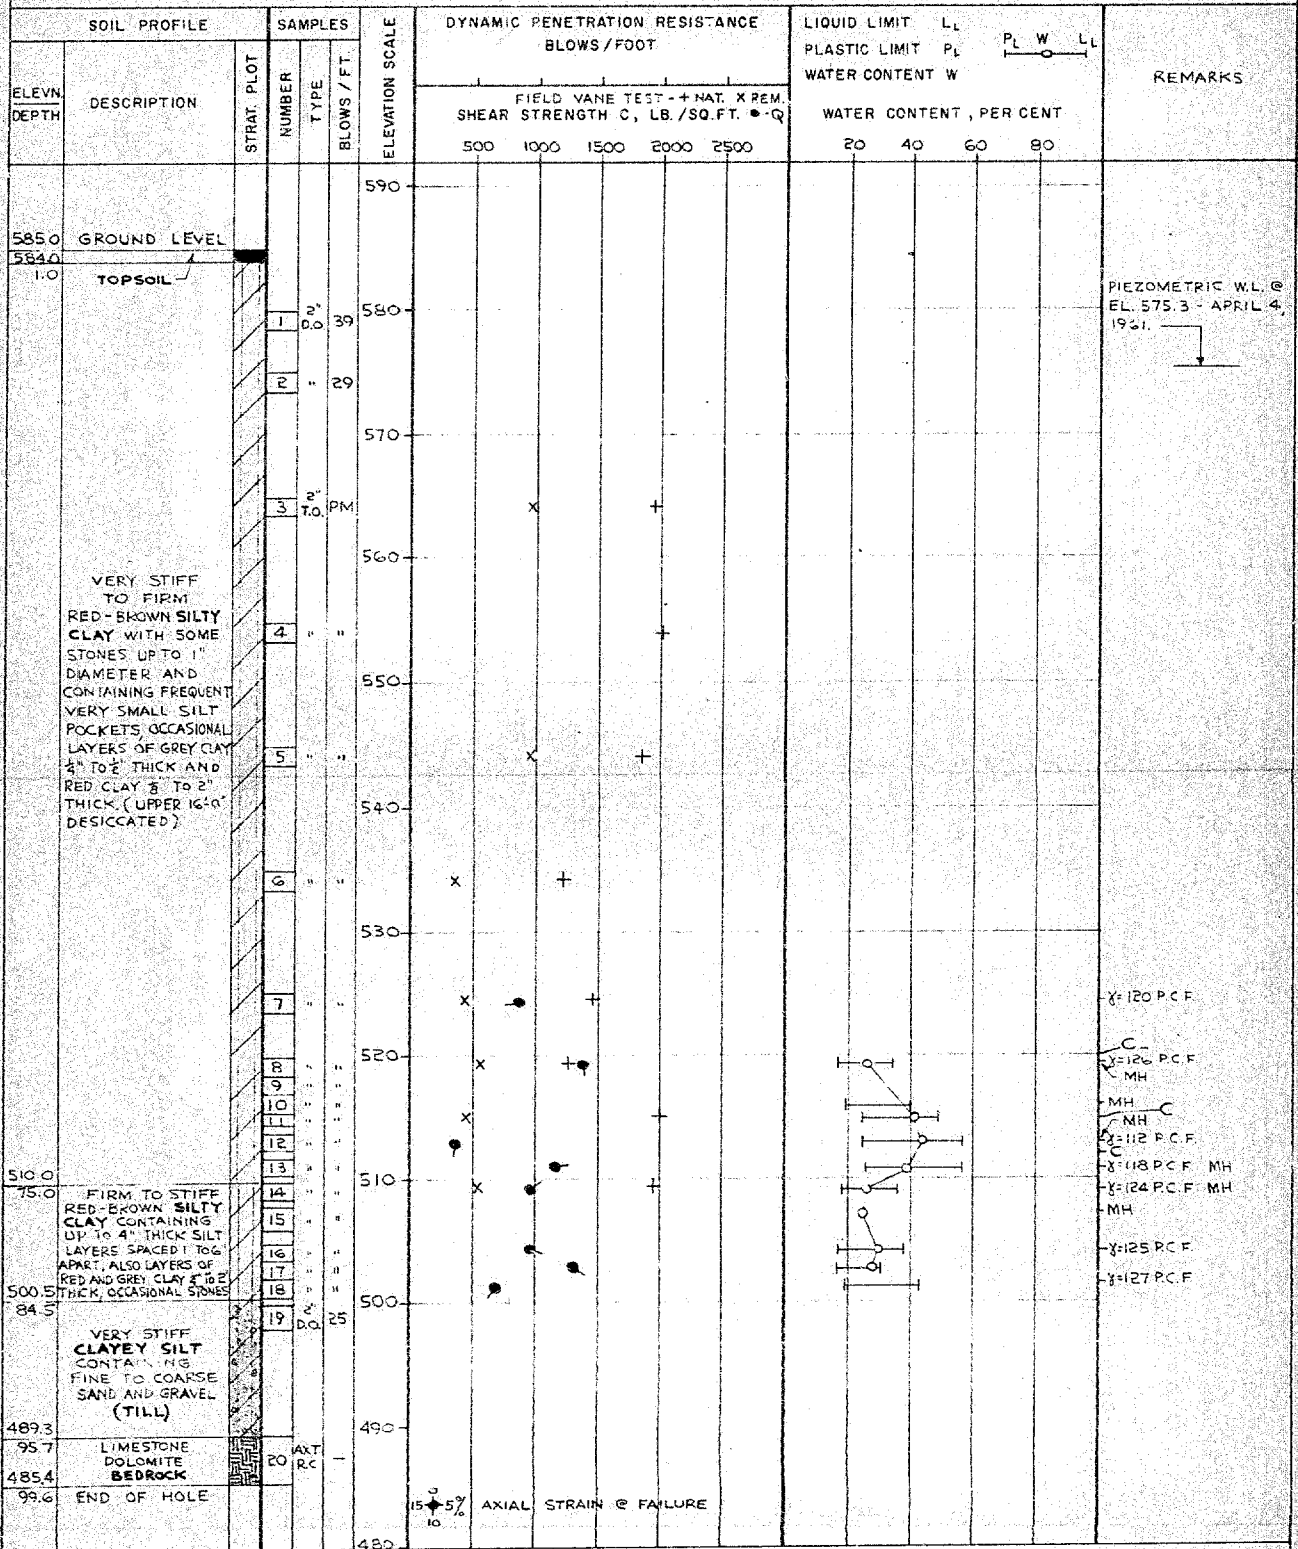 SOIL PROFILE
SAMPLES
ELEVN.
DEPTH
DESCRIPTION
STRAT. PLOT
NUMBER
TYPE
BLOWS / FT.
ELEVATION SCALE
DYNAMIC PENETRATION RESISTANCE
BLOWS / FOOT
FIELD VANE TEST - + NAT. X REM.
SHEAR STRENGTH C, LB./SQ.FT. ●-Q
500 1000 1500 2000 2500
LIQUID LIMIT LL
PLASTIC LIMIT PL
WATER CONTENT W
PL W LL
WATER CONTENT, PER CENT
20 40 60 80
REMARKS
590
585.0 GROUND LEVEL
584.0
1.0
TOPSOIL
PIEZOMETRIC W.L. @
EL. 575.3 - APRIL 4,
1961.
580
1 2" D.O. 39
2 " 29
570
3 2" T.O. PM
560
VERY STIFF
TO FIRM
RED-BROWN SILTY
CLAY WITH SOME
STONES UP TO 1"
DIAMETER AND
CONTAINING FREQUENT
VERY SMALL SILT
POCKETS, OCCASIONAL
LAYERS OF GREY CLAY
TO THICK AND
RED CLAY TO 2"
THICK. (UPPER 16'-0"
DESICCATED)
4 " "
550
5 " "
540
6 " "
530
7 " "
γ=120 P.C.F.
520
C
8 " "
γ=126 P.C.F.
MH
9 " "
10 " "
MH
C
11 " "
MH
12 " "
γ=112 P.C.F.
C
13 " "
γ=118 P.C.F. MH
510.0
75.0
510
14 " "
γ=124 P.C.F. MH
FIRM TO STIFF
RED-BROWN SILTY
CLAY CONTAINING
UP TO 4" THICK SILT
LAYERS SPACED 1 TO 6'
APART, ALSO LAYERS OF
RED AND GREY CLAY TO 2"
THICK, OCCASIONAL STONES
15 " "
MH
16 " "
γ=125 P.C.F.
17 " "
18 " "
γ=127 P.C.F.
500.5
84.5
500
19 2" D.O. 25
VERY STIFF
CLAYEY SILT
CONTAINING
FINE TO COARSE
SAND AND GRAVEL
(TILL)
490
489.3
95.7
LIMESTONE
DOLOMITE
BEDROCK
20 AXT R.C. —
485.4
99.6 END OF HOLE
15 5% AXIAL STRAIN @ FAILURE
10
480